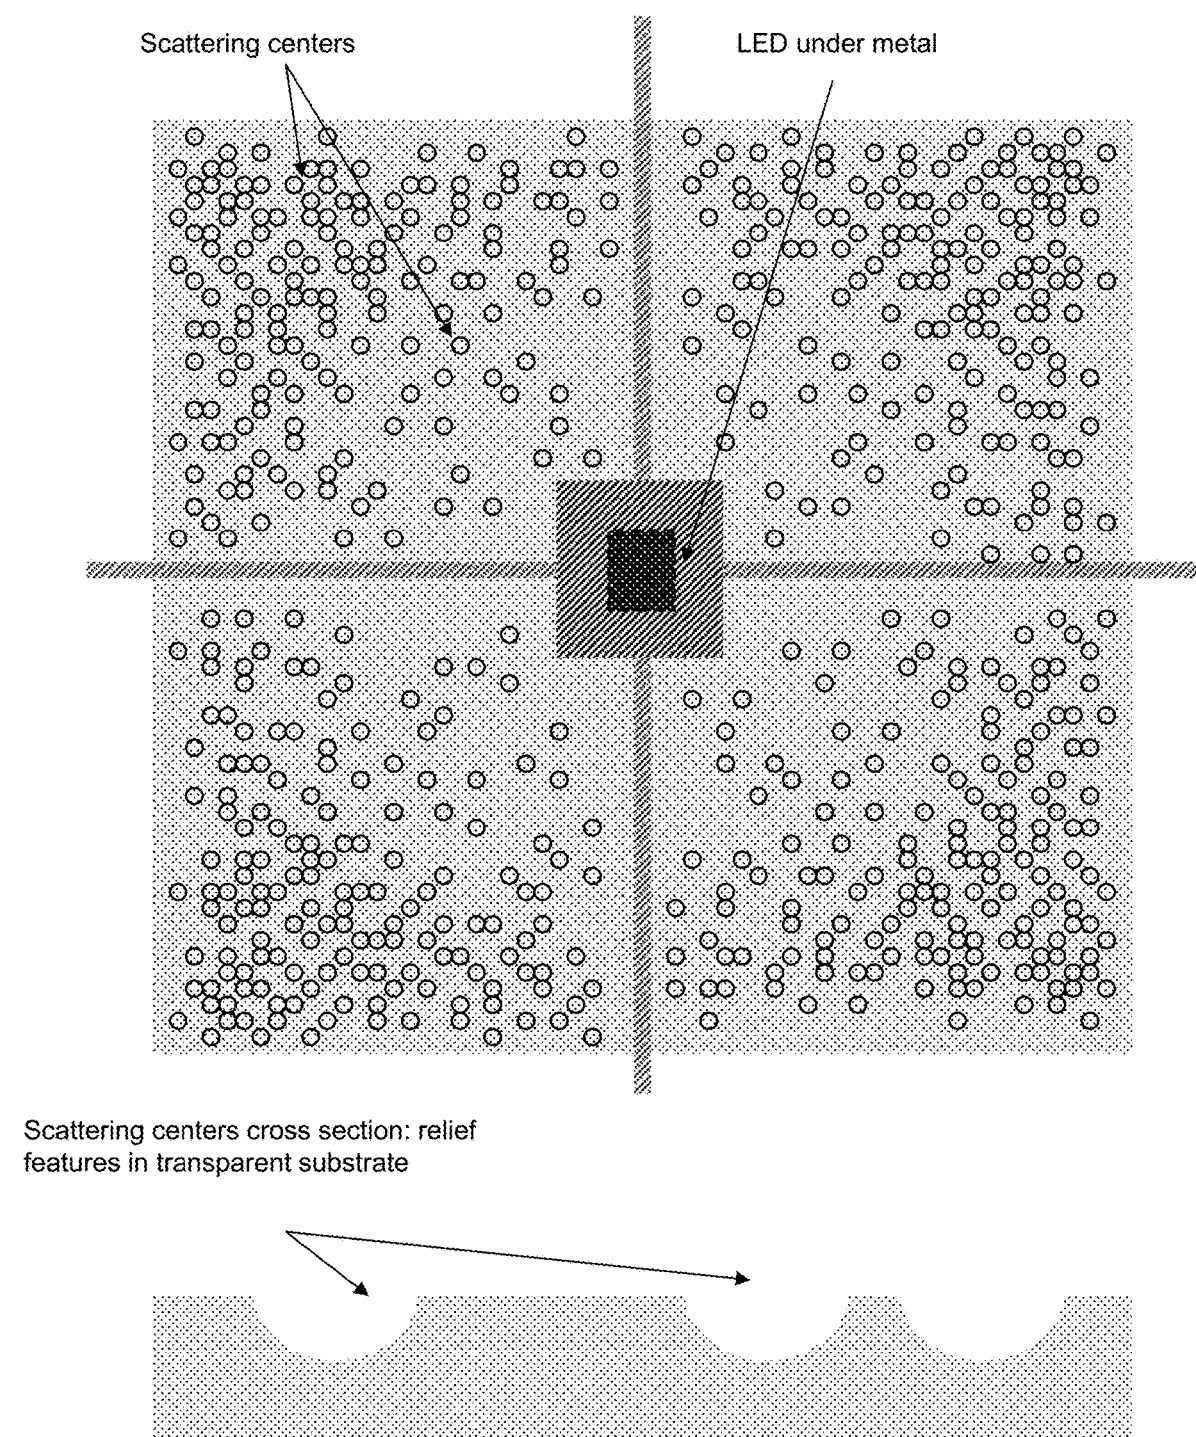 Scattering centers
LED under metal
Scattering centers cross section: relief
features in transparent substrate